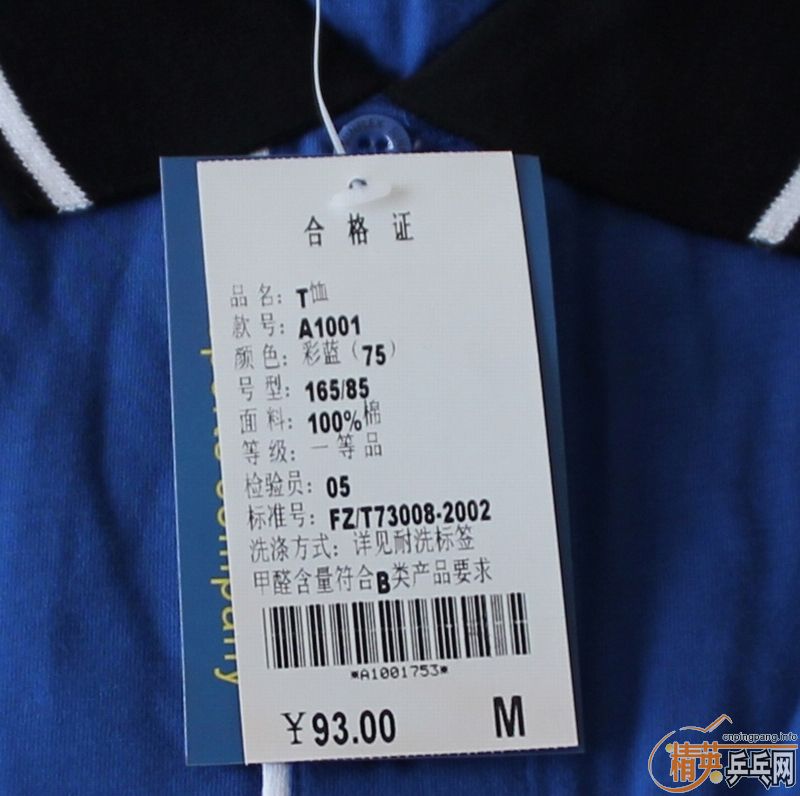 合格证
品名：T恤
款号：A1001
颜色：彩蓝（75）
号型：165/85
面料：100%棉
等级：一等品
检验员：05
标准号：FZ/T73008-2002
洗涤方式：详见耐洗标签
甲醛含量符合B类产品要求
*A1001753*
￥93.00 M
company
cnpingpang.info
精英乒乓网